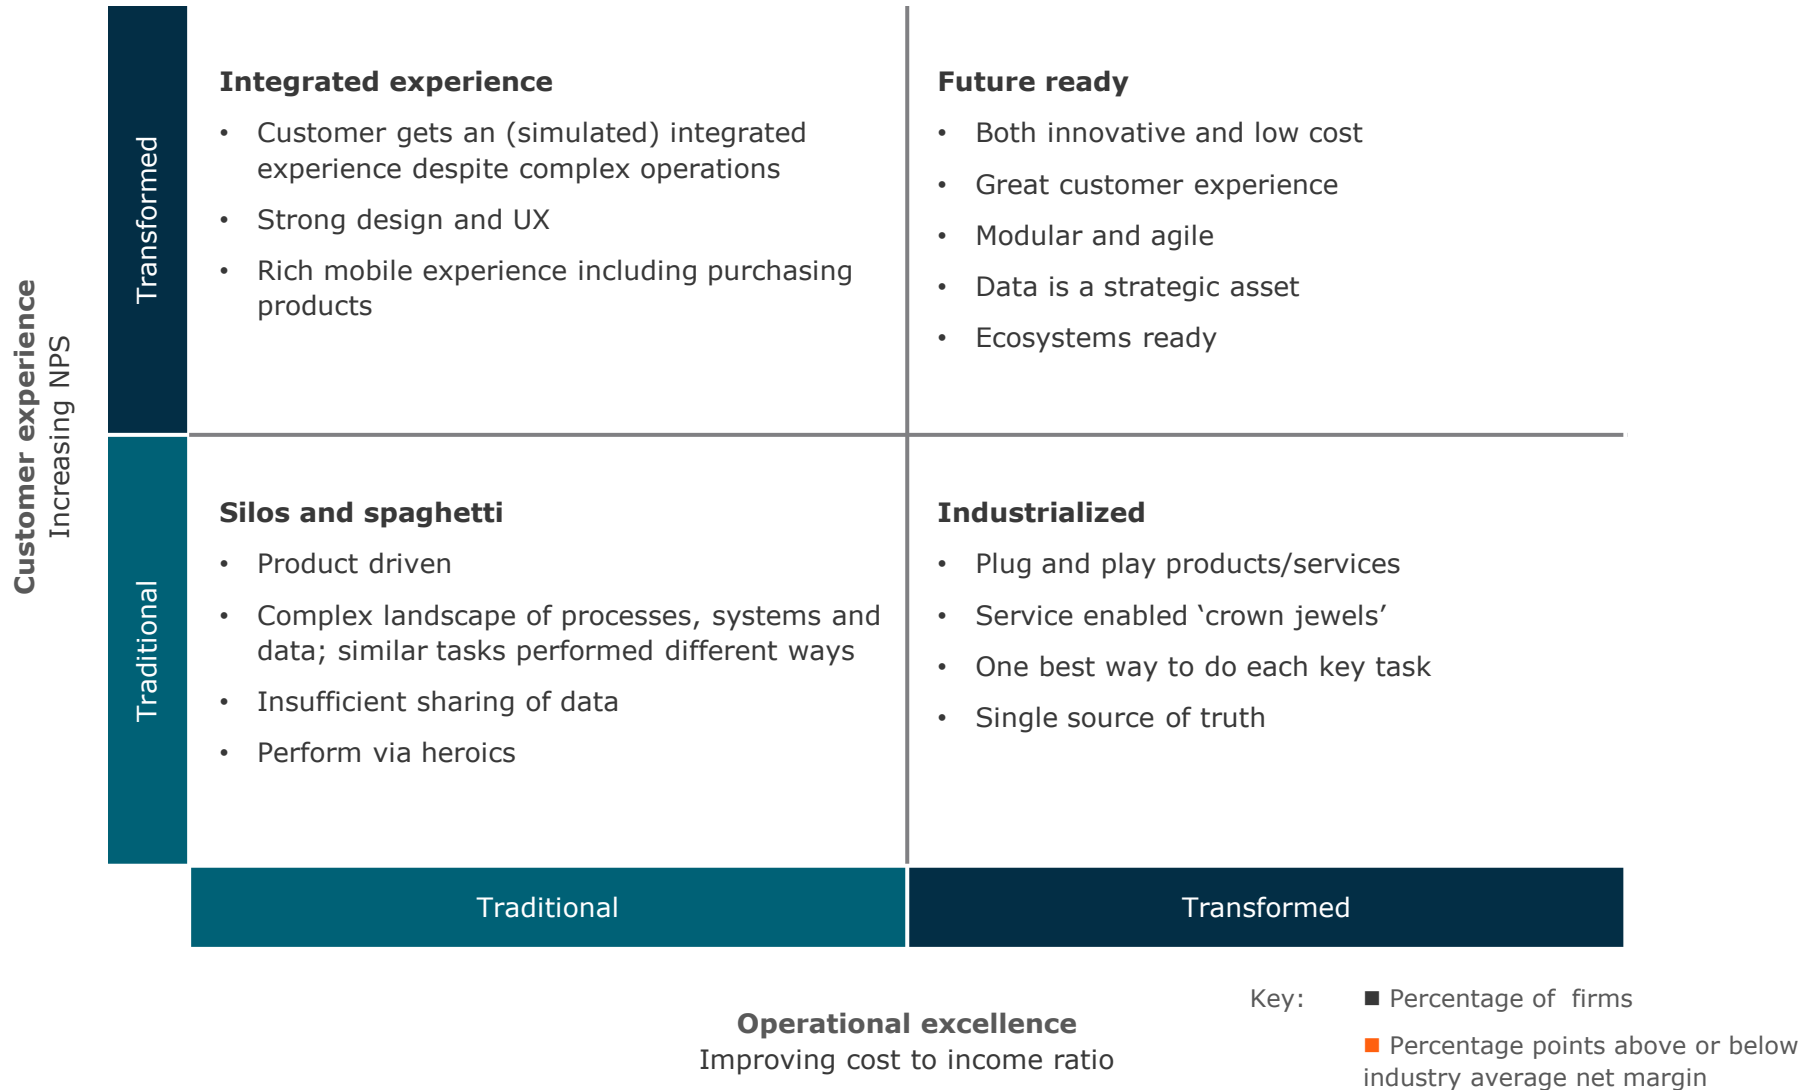 Customer experience
Increasing NPS
Transformed
Integrated experience
• Customer gets an (simulated) integrated
experience despite complex operations
• Strong design and UX
• Rich mobile experience including purchasing
products
Future ready
• Both innovative and low cost
• Great customer experience
• Modular and agile
• Data is a strategic asset
• Ecosystems ready
Traditional
Silos and spaghetti
• Product driven
• Complex landscape of processes, systems and
data; similar tasks performed different ways
• Insufficient sharing of data
• Perform via heroics
Industrialized
• Plug and play products/services
• Service enabled ‘crown jewels’
• One best way to do each key task
• Single source of truth
Traditional
Transformed
Operational excellence
Improving cost to income ratio
Key:
Percentage of firms
Percentage points above or below
industry average net margin